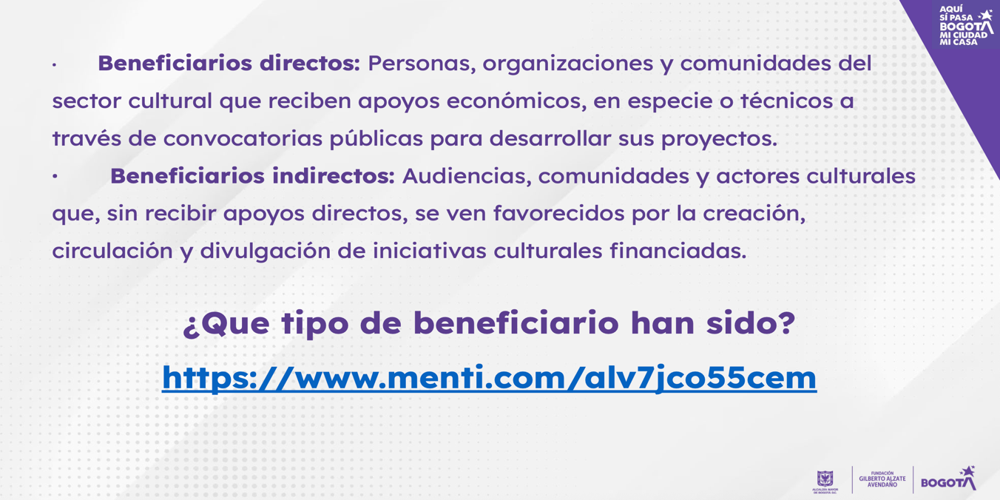 AQUÍ
SÍ PASA
BOGOTÁ
MI CIUDAD
MI CASA
· Beneficiarios directos: Personas, organizaciones y comunidades del
sector cultural que reciben apoyos económicos, en especie o técnicos a
través de convocatorias públicas para desarrollar sus proyectos.
· Beneficiarios indirectos: Audiencias, comunidades y actores culturales
que, sin recibir apoyos directos, se ven favorecidos por la creación,
circulación y divulgación de iniciativas culturales financiadas.
¿Que tipo de beneficiario han sido?
https://www.menti.com/alv7jco55cem
ALCALDÍA MAYOR
DE BOGOTÁ D.C.
FUNDACIÓN
GILBERTO ALZATE
AVENDAÑO
BOGOTÁ